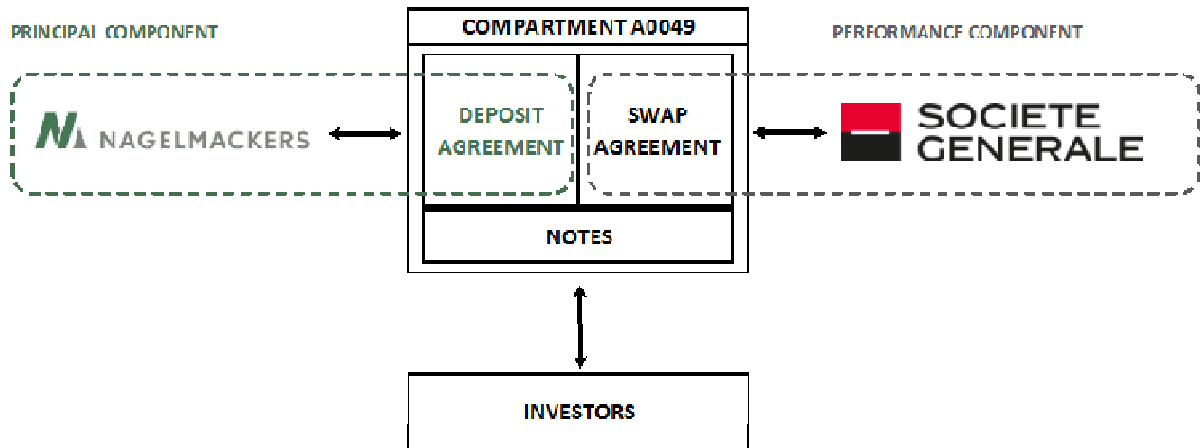 COMPARTMENT A0049
PRINCIPAL COMPONENT
PERFORMANCE COMPONENT
NAGELMACKERS
DEPOSIT
AGREEMENT
SWAP
AGREEMENT
SOCIETE
GENERALE
NOTES
INVESTORS